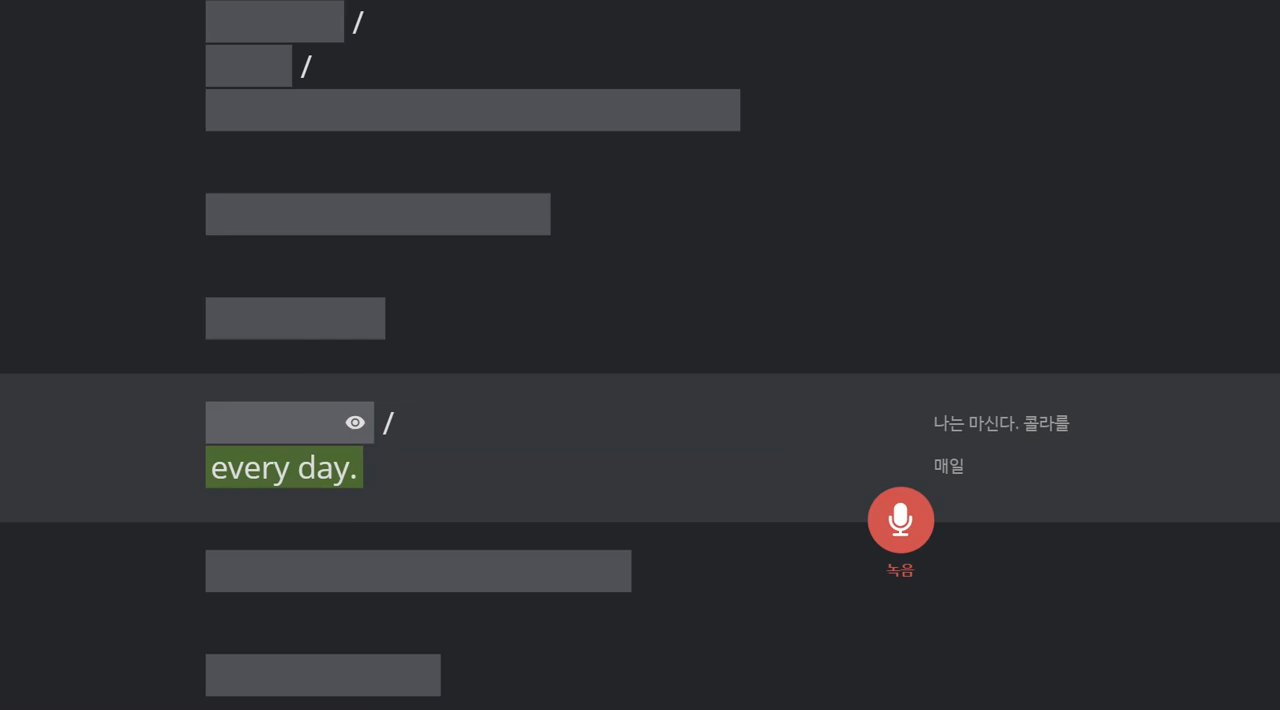 /
/
/ 나는 마신다. 콜라를
every day. 매일
녹음